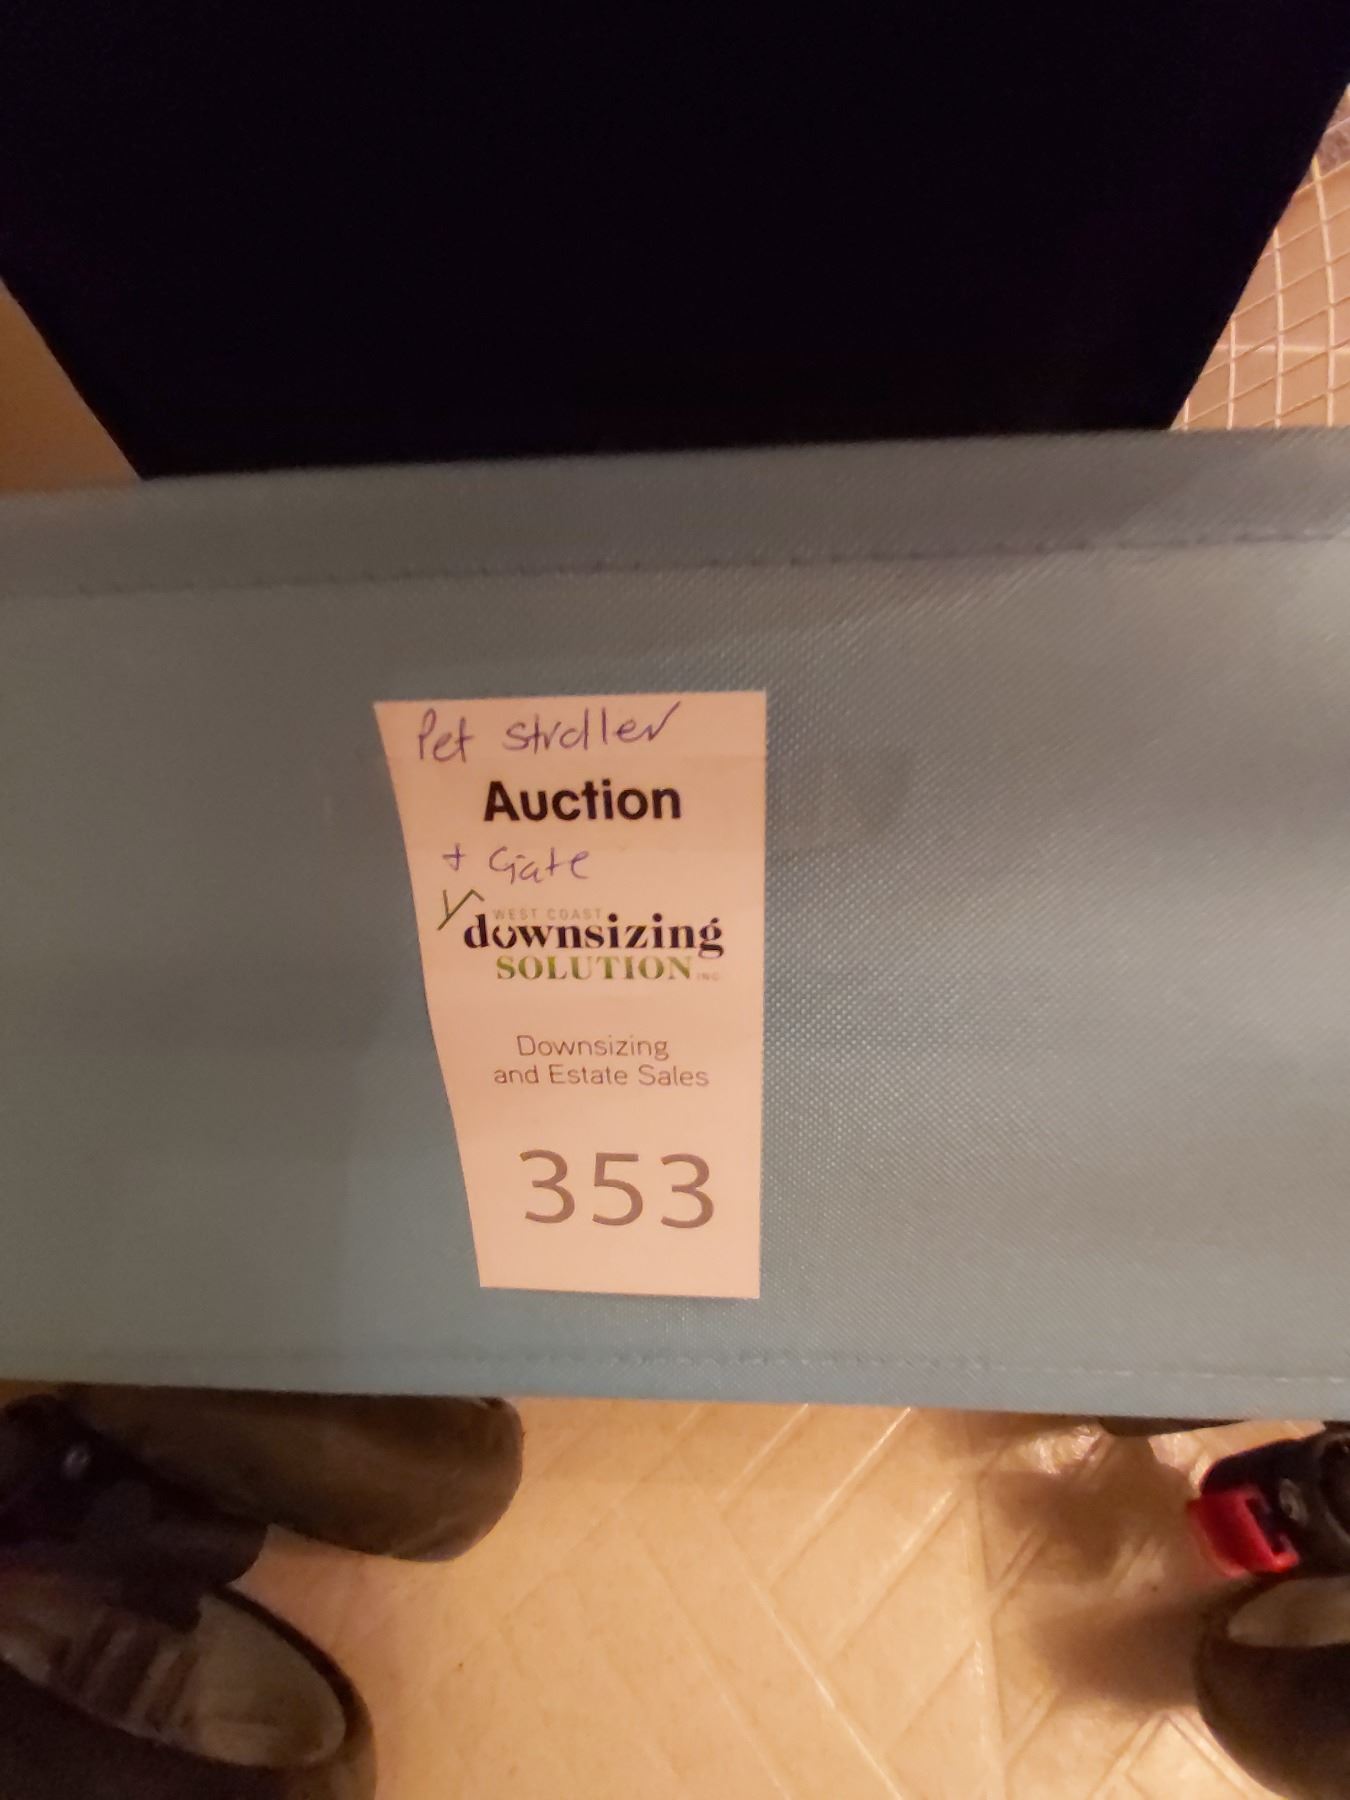 Pet stroller
Auction
+ Gate
WEST COAST
downsizing
SOLUTION INC.
Downsizing
and Estate Sales
353